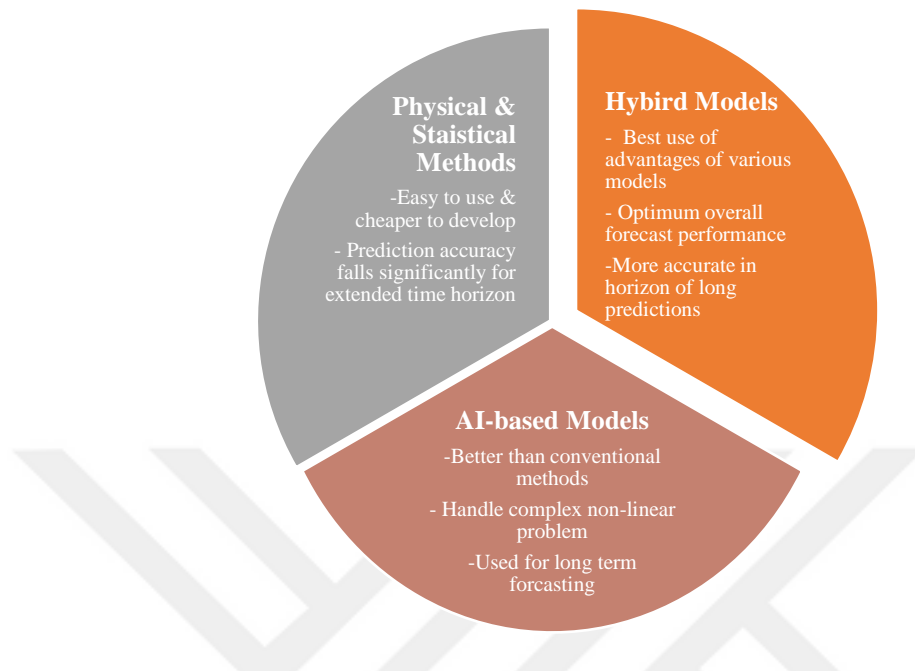 Physical &
Staistical
Methods
-Easy to use &
cheaper to develop
- Prediction accuracy
falls significantly for
extended time horizon
Hybird Models
- Best use of
advantages of various
models
- Optimum overall
forecast performance
-More accurate in
horizon of long
predictions
AI-based Models
-Better than conventional
methods
- Handle complex non-linear
problem
-Used for long term
forcasting